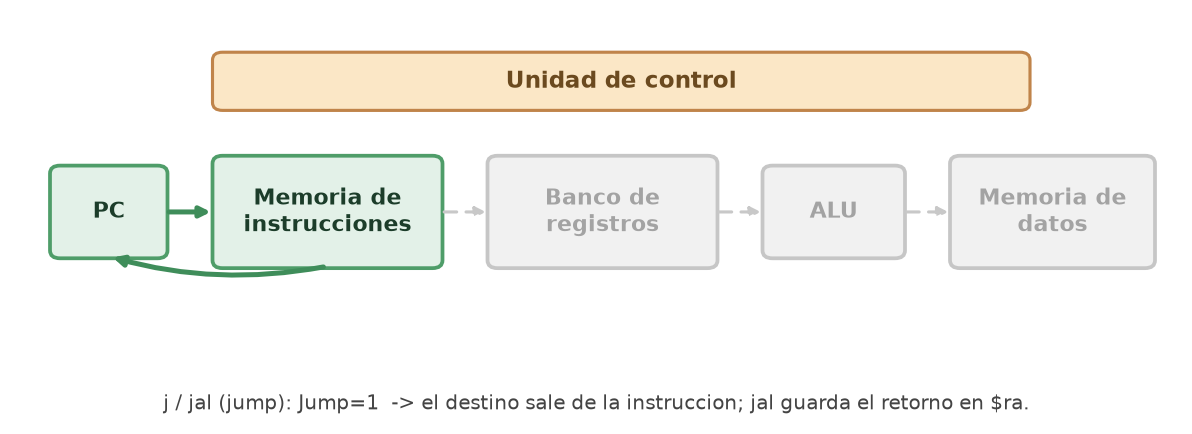 Unidad de control
PC
Memoria de
instrucciones
Banco de
registros
ALU
Memoria de
datos
j / jal (jump): Jump=1  -> el destino sale de la instruccion; jal guarda el retorno en $ra.